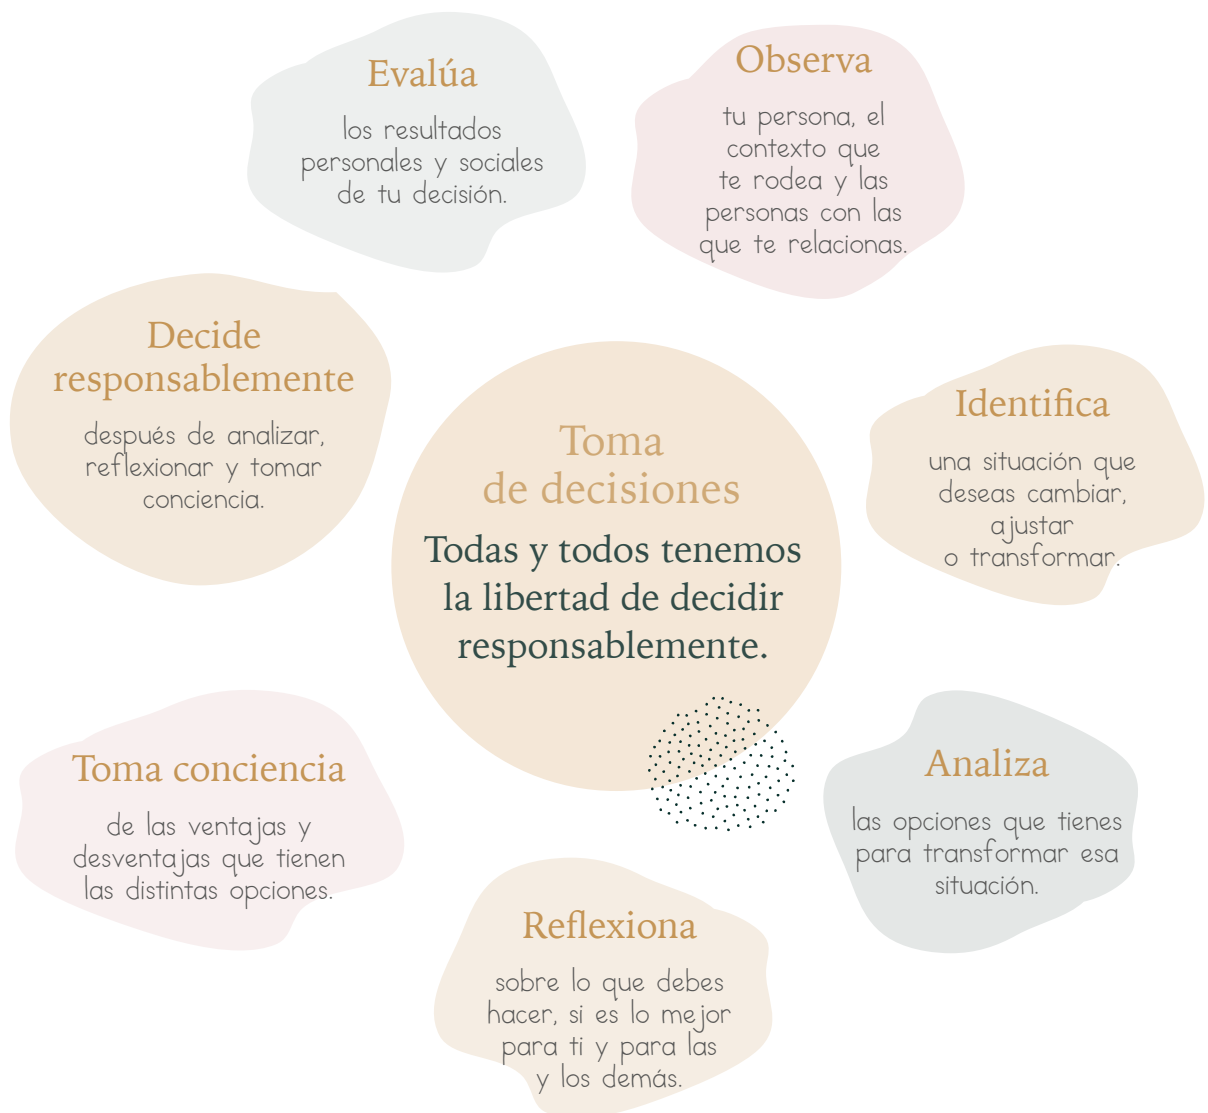 Evalúa
los resultados
personales y sociales
de tu decisión.
Observa
tu persona, el
contexto que
te rodea y las
personas con las
que te relacionas.
Decide
responsablemente
después de analizar,
reflexionar y tomar
conciencia.
Toma
de decisiones
Todas y todos tenemos
la libertad de decidir
responsablemente.
Identifica
una situación que
deseas cambiar,
ajustar
o transformar.
Toma conciencia
de las ventajas y
desventajas que tienen
las distintas opciones.
Analiza
las opciones que tienes
para transformar esa
situación.
Reflexiona
sobre lo que debes
hacer, si es lo mejor
para ti y para las
y los demás.